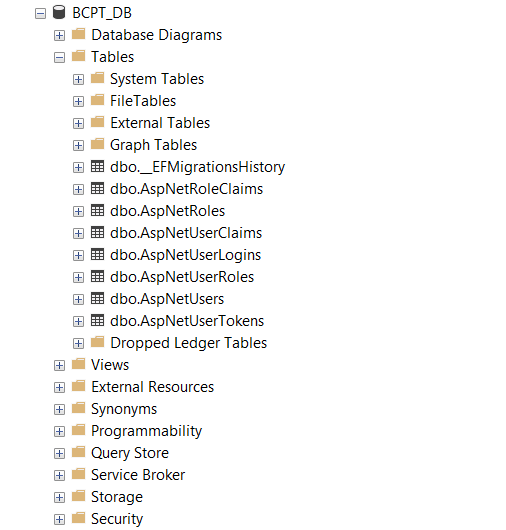 BCPT_DB
Database Diagrams
Tables
System Tables
FileTables
External Tables
Graph Tables
dbo.__EFMigrationsHistory
dbo.AspNetRoleClaims
dbo.AspNetRoles
dbo.AspNetUserClaims
dbo.AspNetUserLogins
dbo.AspNetUserRoles
dbo.AspNetUsers
dbo.AspNetUserTokens
Dropped Ledger Tables
Views
External Resources
Synonyms
Programmability
Query Store
Service Broker
Storage
Security